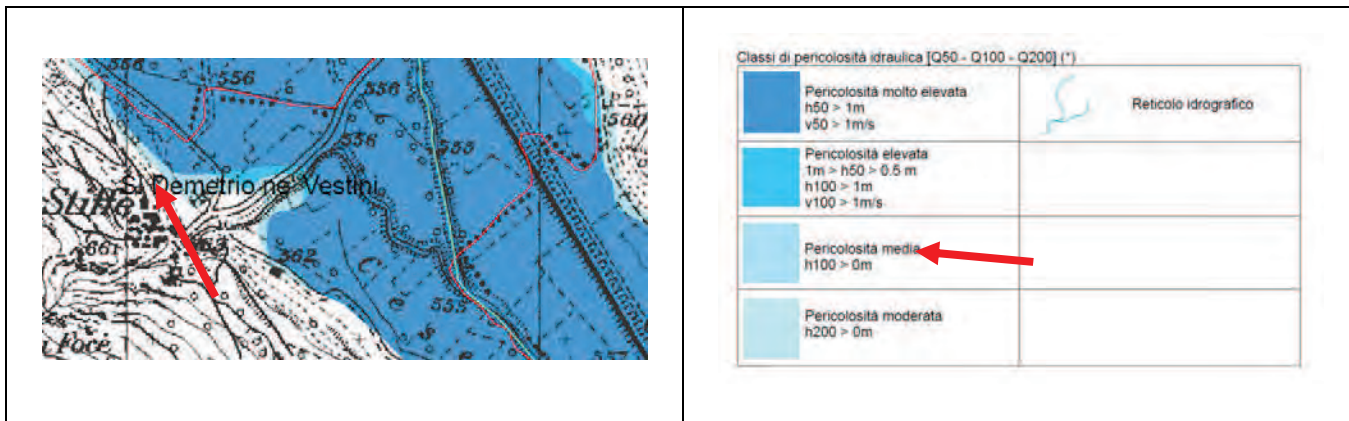 556
556
556
560
556
555
S. Demetrio ne' Vestini
Stiffe
661
562
555
Foce
Classi di pericolosità idraulica [Q50 - Q100 - Q200] (*)
Pericolosità molto elevata
h50 > 1m
v50 > 1m/s
Reticolo idrografico
Pericolosità elevata
1m > h50 > 0.5 m
h100 > 1m
v100 > 1m/s
Pericolosità media
h100 > 0m
Pericolosità moderata
h200 > 0m